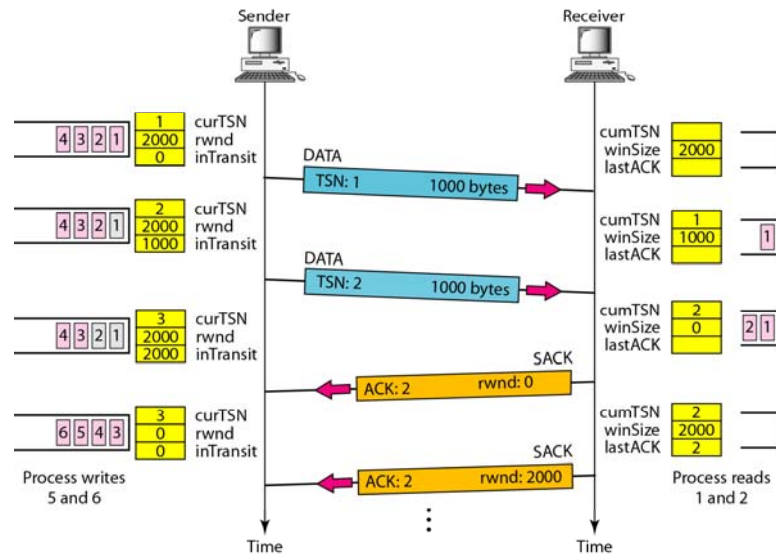 Sender
Receiver
4 3 2 1
1 curTSN
2000 rwnd
0 inTransit
cumTSN
winSize 2000
lastACK
DATA
TSN: 1 1000 bytes
4 3 2 1
2 curTSN
2000 rwnd
1000 inTransit
cumTSN 1
winSize 1000
lastACK
1
DATA
TSN: 2 1000 bytes
4 3 2 1
3 curTSN
2000 rwnd
2000 inTransit
cumTSN 2
winSize 0
lastACK
2 1
SACK
ACK: 2 rwnd: 0
6 5 4 3
3 curTSN
0 rwnd
0 inTransit
cumTSN 2
winSize 2000
lastACK 2
Process writes
5 and 6
SACK
ACK: 2 rwnd: 2000
Process reads
1 and 2
Time
Time